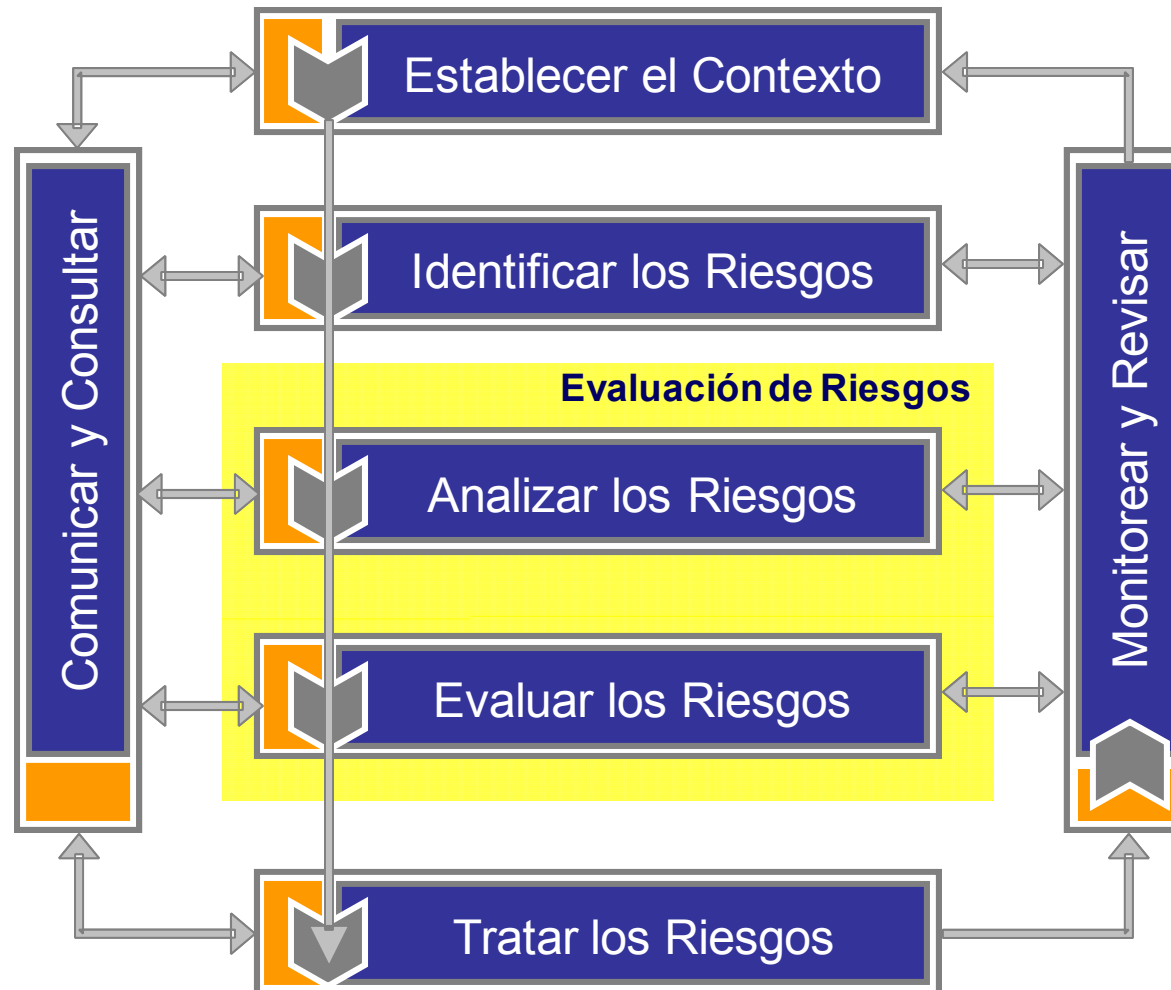 Establecer el Contexto
Comunicar y Consultar
Identificar los Riesgos
Monitorear y Revisar
Evaluación de Riesgos
Analizar los Riesgos
Evaluar los Riesgos
Tratar los Riesgos